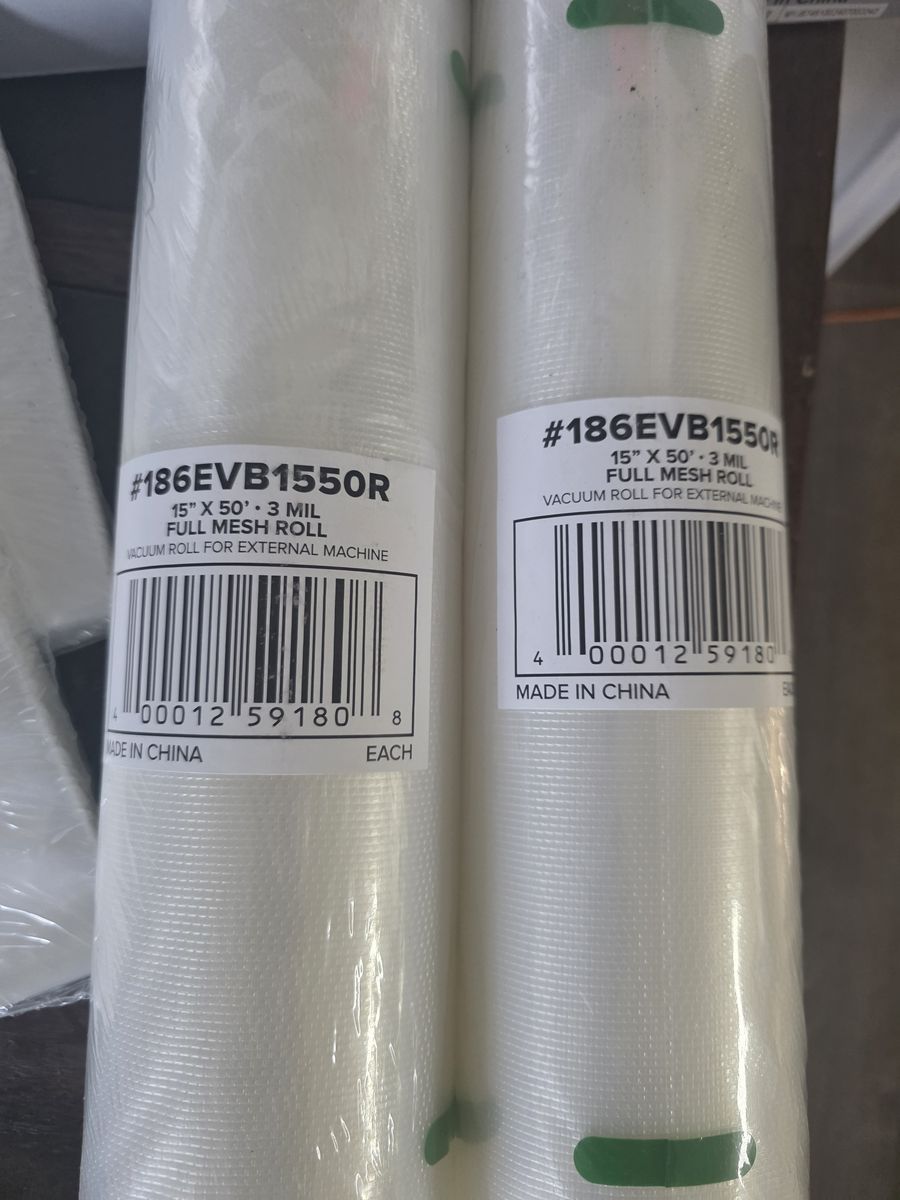 #186EVB1550R
15" X 50' • 3 MIL
FULL MESH ROLL
VACUUM ROLL FOR EXTERNAL MACHINE
4 00012 59180 8
MADE IN CHINA EACH
#186EVB1550R
15" X 50' • 3 MIL
FULL MESH ROLL
VACUUM ROLL FOR EXTERNAL MACHINE
4 00012 59180
MADE IN CHINA
in China